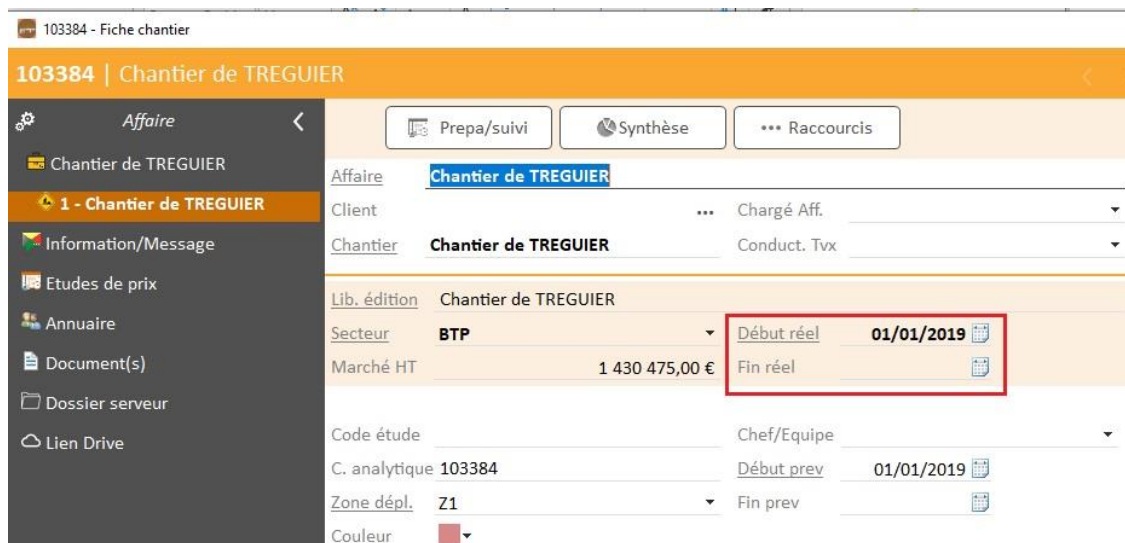 103384 - Fiche chantier
103384 | Chantier de TREGUIER
Affaire
Prepa/suivi Synthèse ••• Raccourcis
Chantier de TREGUIER
1 - Chantier de TREGUIER
Information/Message
Etudes de prix
Annuaire
Document(s)
Dossier serveur
Lien Drive
Affaire Chantier de TREGUIER
Client ••• Chargé Aff.
Chantier Chantier de TREGUIER Conduct. Tvx
Lib. édition Chantier de TREGUIER
Secteur BTP Début réel 01/01/2019
Marché HT 1 430 475,00 € Fin réel
Code étude Chef/Equipe
C. analytique 103384 Début prev 01/01/2019
Zone dépl. Z1 Fin prev
Couleur